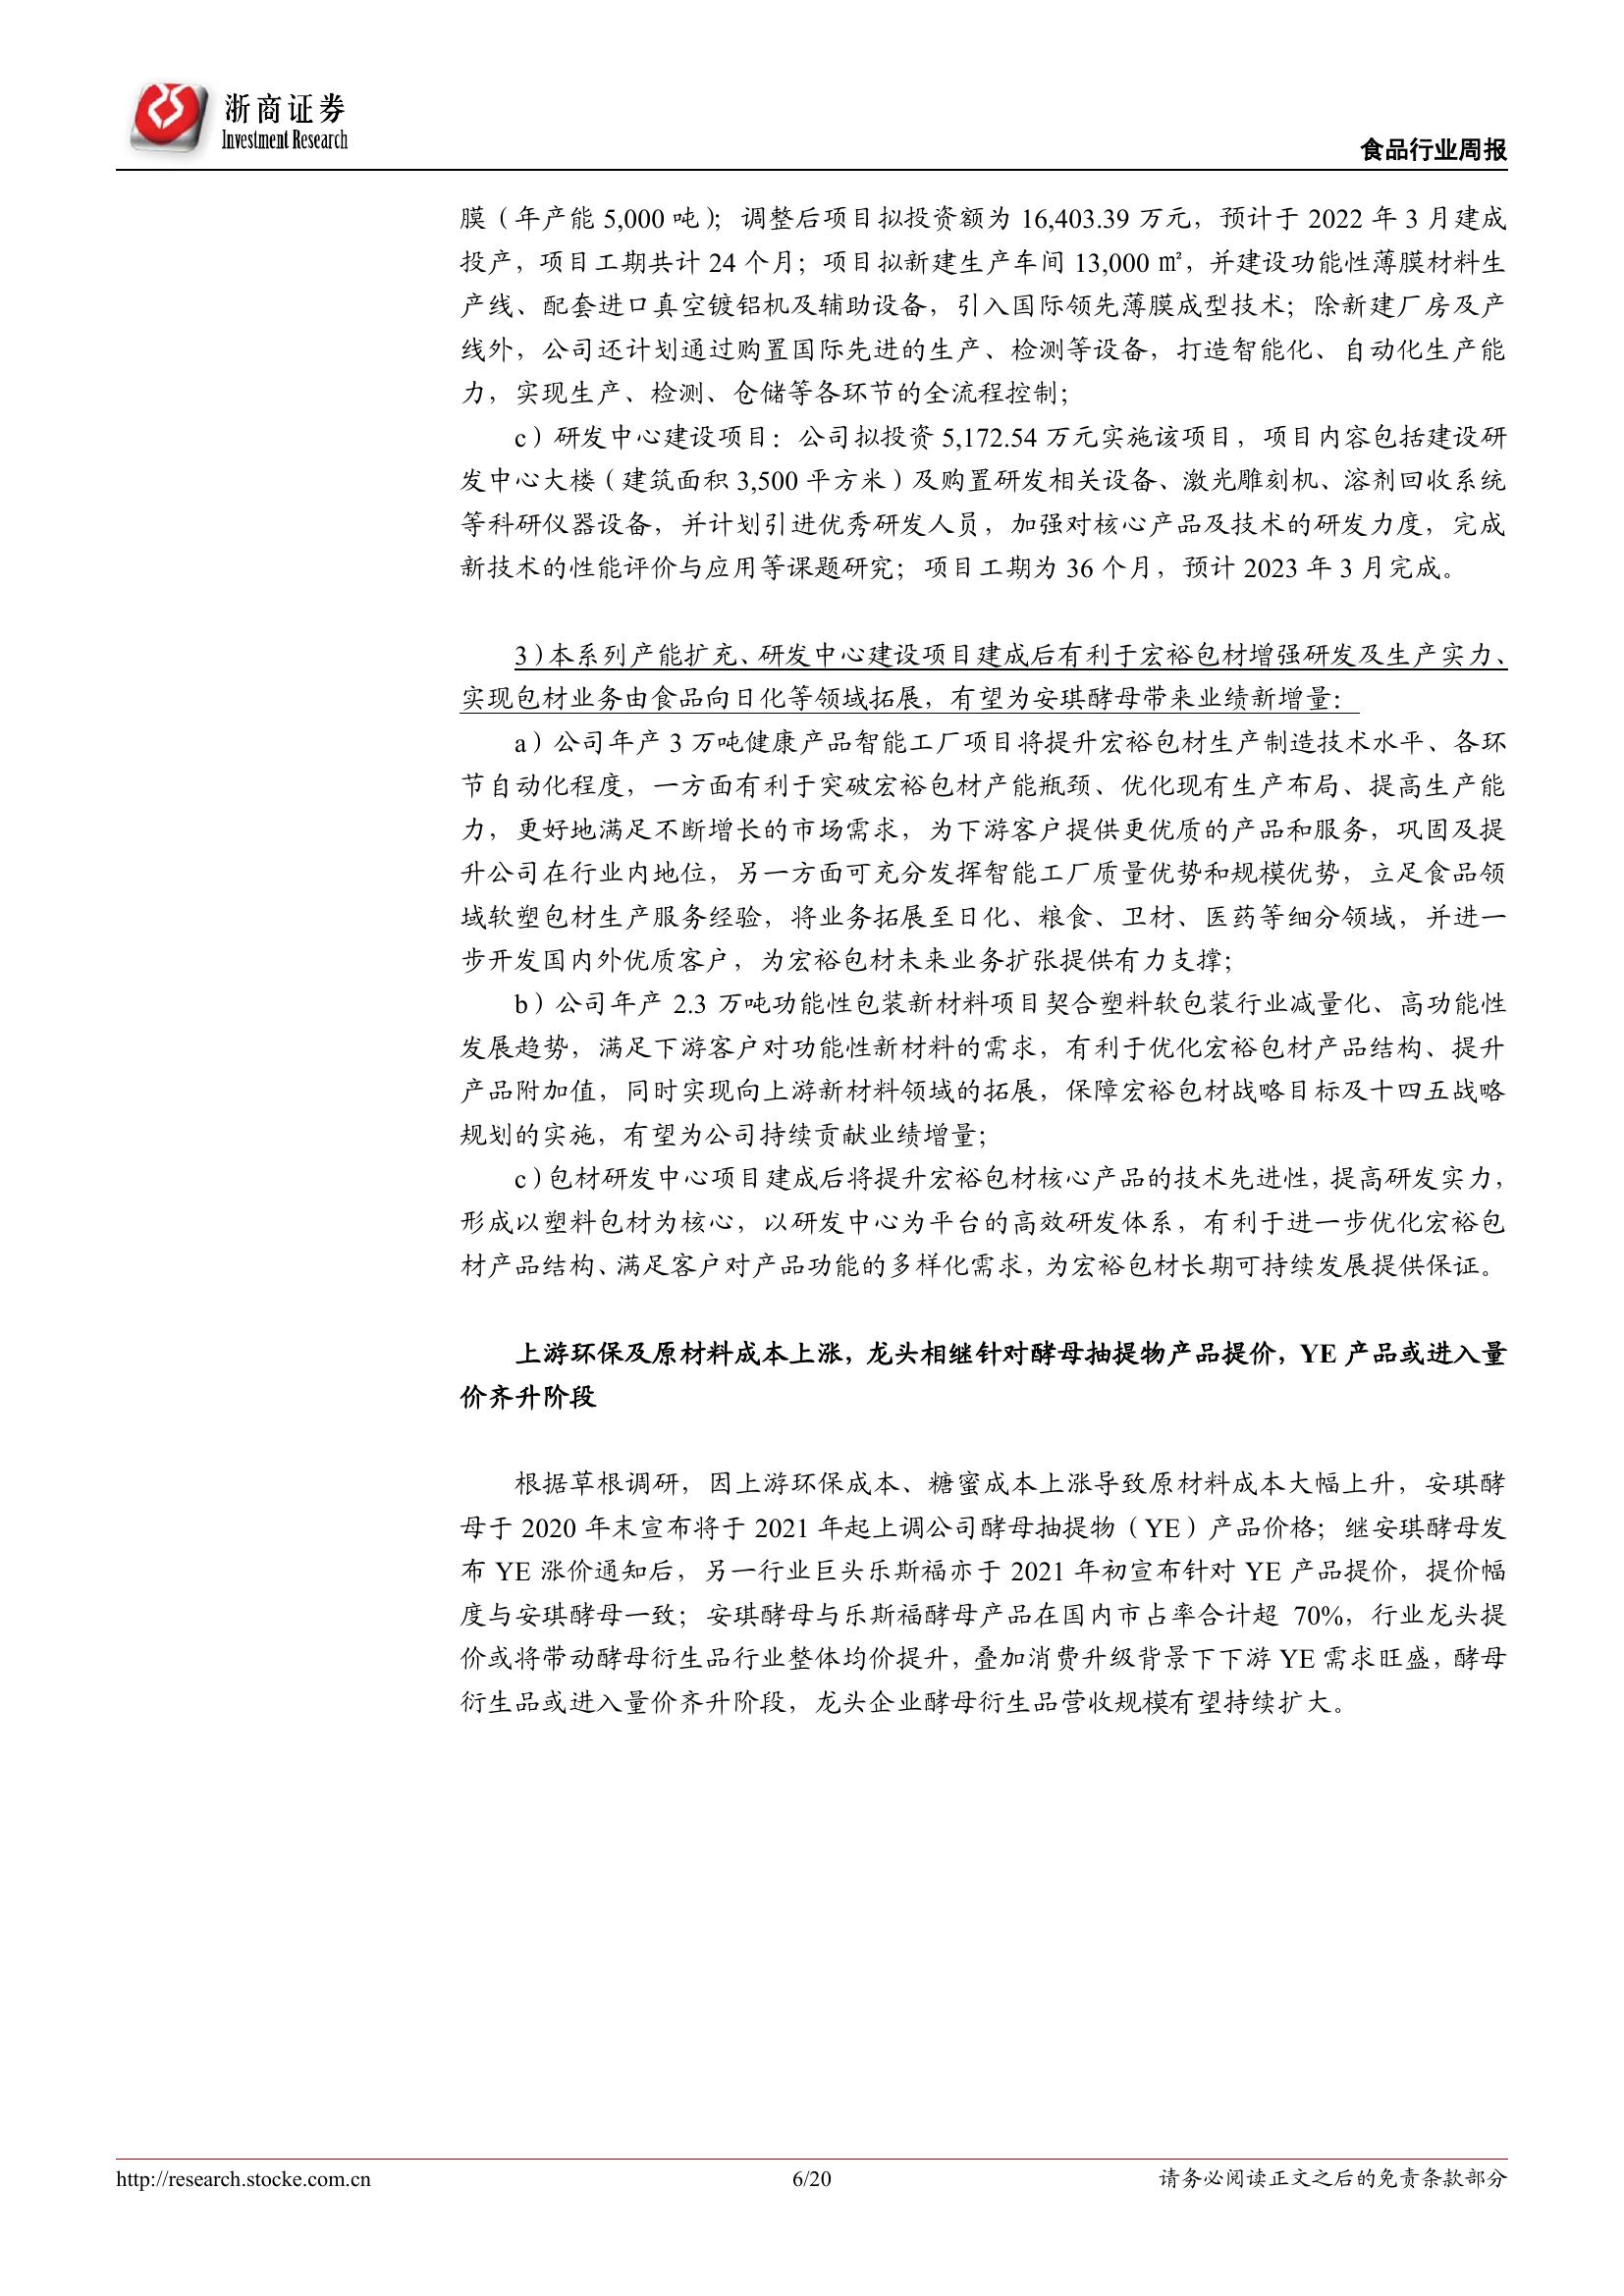 浙商证券
Investment Research
食品行业周报
膜（年产能 5,000 吨）；调整后项目拟投资额为 16,403.39 万元，预计于 2022 年 3 月建成
投产，项目工期共计 24 个月；项目拟新建生产车间 13,000 ㎡，并建设功能性薄膜材料生
产线、配套进口真空镀铝机及辅助设备，引入国际领先薄膜成型技术；除新建厂房及产
线外，公司还计划通过购置国际先进的生产、检测等设备，打造智能化、自动化生产能
力，实现生产、检测、仓储等各环节的全流程控制；
c）研发中心建设项目：公司拟投资 5,172.54 万元实施该项目，项目内容包括建设研
发中心大楼（建筑面积 3,500 平方米）及购置研发相关设备、激光雕刻机、溶剂回收系统
等科研仪器设备，并计划引进优秀研发人员，加强对核心产品及技术的研发力度，完成
新技术的性能评价与应用等课题研究；项目工期为 36 个月，预计 2023 年 3 月完成。
3）本系列产能扩充、研发中心建设项目建成后有利于宏裕包材增强研发及生产实力、
实现包材业务由食品向日化等领域拓展，有望为安琪酵母带来业绩新增量：
a）公司年产 3 万吨健康产品智能工厂项目将提升宏裕包材生产制造技术水平、各环
节自动化程度，一方面有利于突破宏裕包材产能瓶颈、优化现有生产布局、提高生产能
力，更好地满足不断增长的市场需求，为下游客户提供更优质的产品和服务，巩固及提
升公司在行业内地位，另一方面可充分发挥智能工厂质量优势和规模优势，立足食品领
域软塑包材生产服务经验，将业务拓展至日化、粮食、卫材、医药等细分领域，并进一
步开发国内外优质客户，为宏裕包材未来业务扩张提供有力支撑；
b）公司年产 2.3 万吨功能性包装新材料项目契合塑料软包装行业减量化、高功能性
发展趋势，满足下游客户对功能性新材料的需求，有利于优化宏裕包材产品结构、提升
产品附加值，同时实现向上游新材料领域的拓展，保障宏裕包材战略目标及十四五战略
规划的实施，有望为公司持续贡献业绩增量；
c）包材研发中心项目建成后将提升宏裕包材核心产品的技术先进性，提高研发实力，
形成以塑料包材为核心，以研发中心为平台的高效研发体系，有利于进一步优化宏裕包
材产品结构、满足客户对产品功能的多样化需求，为宏裕包材长期可持续发展提供保证。
上游环保及原材料成本上涨，龙头相继针对酵母抽提物产品提价，YE 产品或进入量
价齐升阶段
根据草根调研，因上游环保成本、糖蜜成本上涨导致原材料成本大幅上升，安琪酵
母于 2020 年末宣布将于 2021 年起上调公司酵母抽提物（YE）产品价格；继安琪酵母发
布 YE 涨价通知后，另一行业巨头乐斯福亦于 2021 年初宣布针对 YE 产品提价，提价幅
度与安琪酵母一致；安琪酵母与乐斯福酵母产品在国内市占率合计超 70%，行业龙头提
价或将带动酵母衍生品行业整体均价提升，叠加消费升级背景下下游 YE 需求旺盛，酵母
衍生品或进入量价齐升阶段，龙头企业酵母衍生品营收规模有望持续扩大。
http://research.stocke.com.cn
6/20
请务必阅读正文之后的免责条款部分